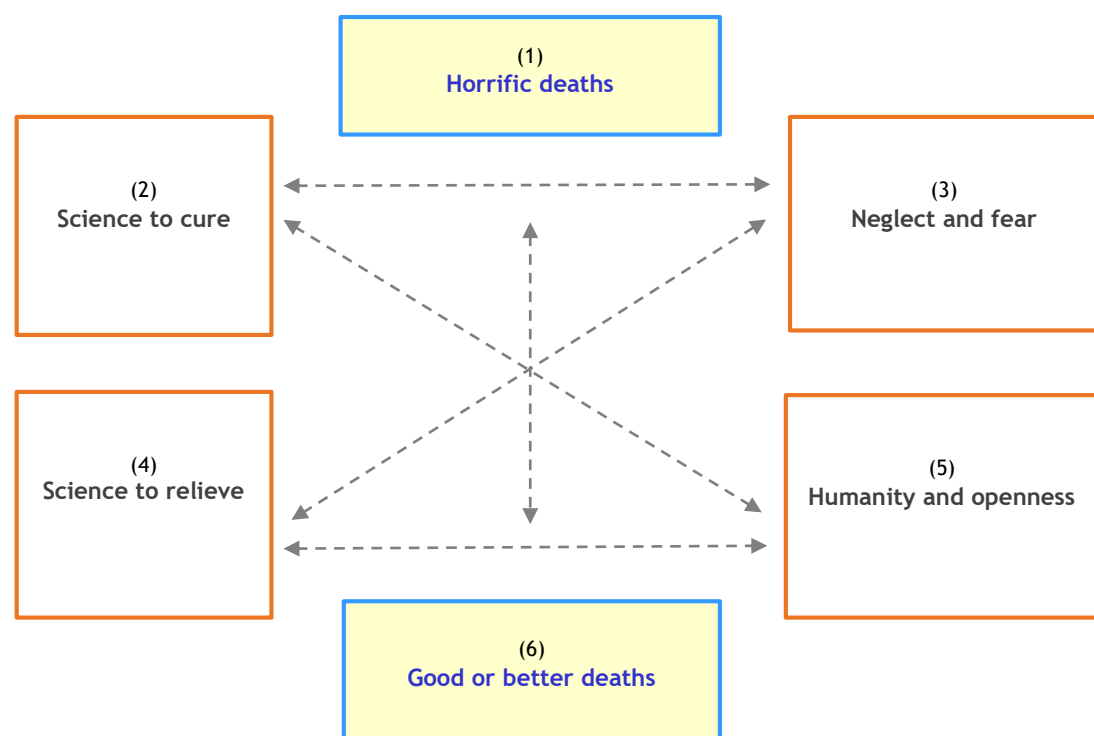 (1)
Horrific deaths
(2)
Science to cure
(3)
Neglect and fear
(4)
Science to relieve
(5)
Humanity and openness
(6)
Good or better deaths